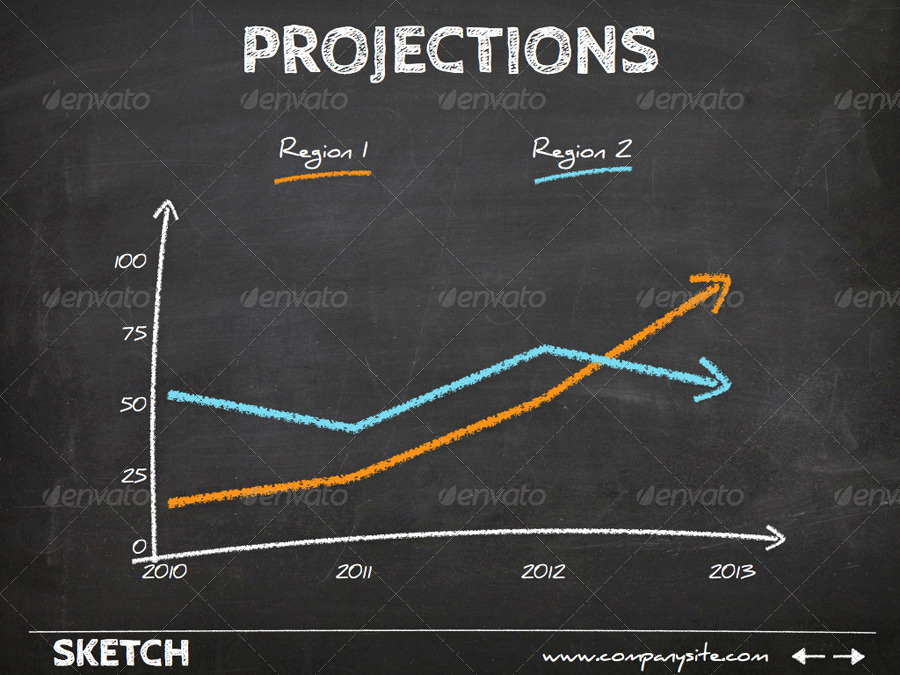 PROJECTIONS
envato envato envato envato envato
Region 1 Region 2
100
envato envato envato envato envato
75
50
25
envato envato envato envato envato
0
2010 2011 2012 2013
SKETCH www.companysite.com